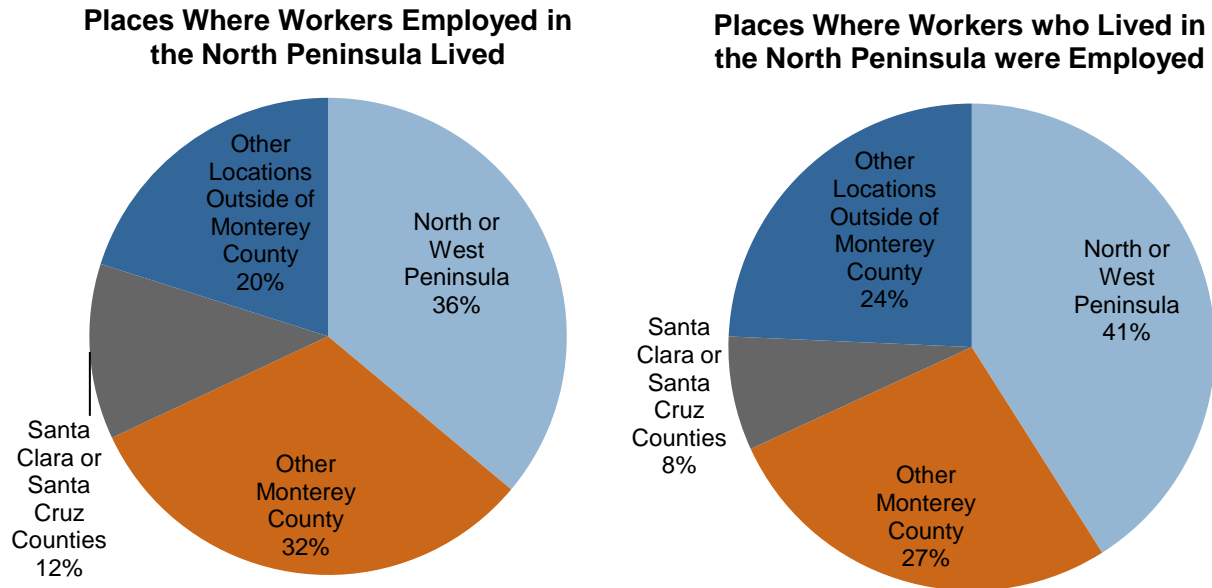 Places Where Workers Employed in
the North Peninsula Lived
Other
Locations
Outside of
Monterey
County
20%
North or
West
Peninsula
36%
Santa
Clara or
Santa
Cruz
Counties
12%
Other
Monterey
County
32%
Places Where Workers who Lived in
the North Peninsula were Employed
Other
Locations
Outside of
Monterey
County
24%
North or
West
Peninsula
41%
Santa
Clara or
Santa
Cruz
Counties
8%
Other
Monterey
County
27%